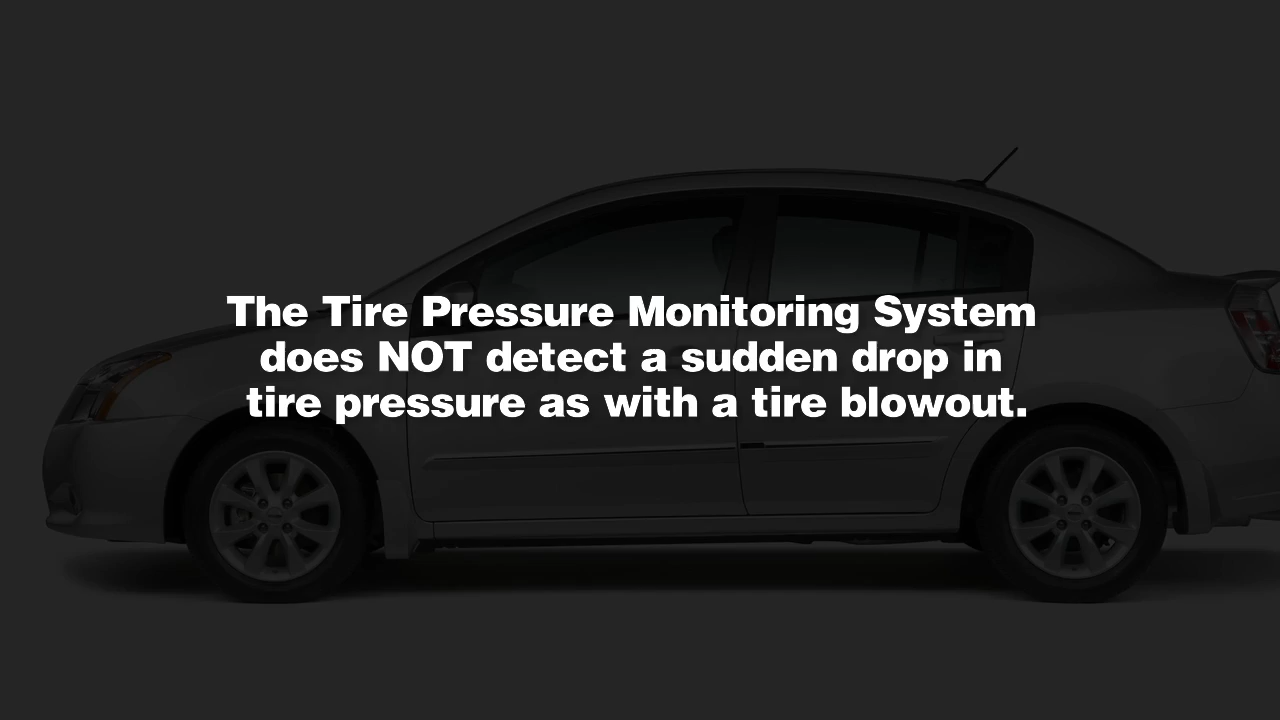 The Tire Pressure Monitoring System
does NOT detect a sudden drop in
tire pressure as with a tire blowout.